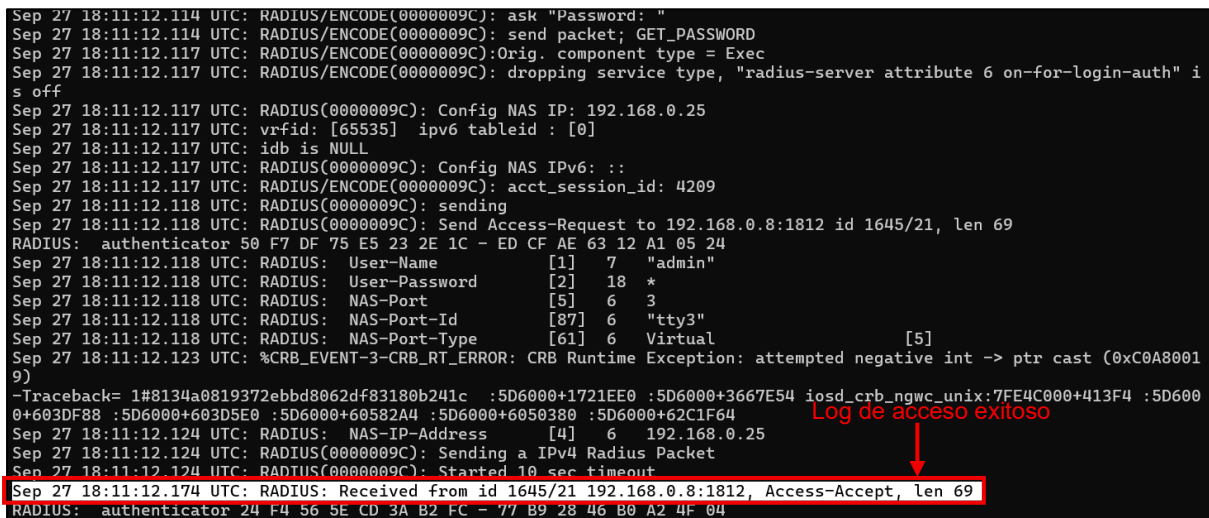 Sep 27 18:11:12.114 UTC: RADIUS/ENCODE(0000009C): ask "Password: "
Sep 27 18:11:12.114 UTC: RADIUS/ENCODE(0000009C): send packet; GET_PASSWORD
Sep 27 18:11:12.117 UTC: RADIUS/ENCODE(0000009C):Orig. component type = Exec
Sep 27 18:11:12.117 UTC: RADIUS/ENCODE(0000009C): dropping service type, "radius-server attribute 6 on-for-login-auth" i
s off
Sep 27 18:11:12.117 UTC: RADIUS(0000009C): Config NAS IP: 192.168.0.25
Sep 27 18:11:12.117 UTC: vrfid: [65535]  ipv6 tableid : [0]
Sep 27 18:11:12.117 UTC: idb is NULL
Sep 27 18:11:12.117 UTC: RADIUS(0000009C): Config NAS IPv6: ::
Sep 27 18:11:12.117 UTC: RADIUS/ENCODE(0000009C): acct_session_id: 4209
Sep 27 18:11:12.118 UTC: RADIUS(0000009C): sending
Sep 27 18:11:12.118 UTC: RADIUS(0000009C): Send Access-Request to 192.168.0.8:1812 id 1645/21, len 69
RADIUS:  authenticator 50 F7 DF 75 E5 23 2E 1C - ED CF AE 63 12 A1 05 24
Sep 27 18:11:12.118 UTC: RADIUS:  User-Name           [1]   7   "admin"
Sep 27 18:11:12.118 UTC: RADIUS:  User-Password       [2]   18  *
Sep 27 18:11:12.118 UTC: RADIUS:  NAS-Port            [5]   6   3
Sep 27 18:11:12.118 UTC: RADIUS:  NAS-Port-Id         [87]  6   "tty3"
Sep 27 18:11:12.118 UTC: RADIUS:  NAS-Port-Type       [61]  6   Virtual                   [5]
Sep 27 18:11:12.123 UTC: %CRB_EVENT-3-CRB_RT_ERROR: CRB Runtime Exception: attempted negative int -> ptr cast (0xC0A8001
9)
-Traceback= 1#8134a0819372ebbd8062df83180b241c  :5D6000+1721EE0 :5D6000+3667E54 iosd_crb_ngwc_unix:7FE4C000+413F4 :5D600
0+603DF88 :5D6000+603D5E0 :5D6000+60582A4 :5D6000+6050380 :5D6000+62C1F64
Log de acceso exitoso
Sep 27 18:11:12.124 UTC: RADIUS:  NAS-IP-Address      [4]   6   192.168.0.25
Sep 27 18:11:12.124 UTC: RADIUS(0000009C): Sending a IPv4 Radius Packet
Sep 27 18:11:12.124 UTC: RADIUS(0000009C): Started 10 sec timeout
Sep 27 18:11:12.174 UTC: RADIUS: Received from id 1645/21 192.168.0.8:1812, Access-Accept, len 69
RADIUS:  authenticator 24 F4 56 5E CD 3A B2 FC - 77 B9 28 46 B0 A2 4F 04